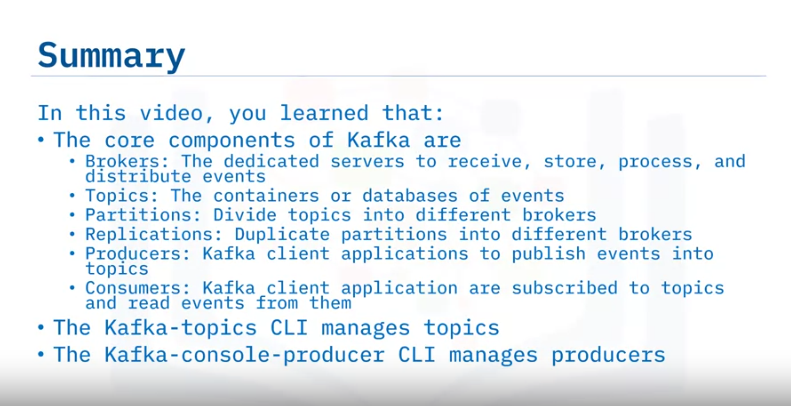 Summary
In this video, you learned that:
• The core components of Kafka are
• Brokers: The dedicated servers to receive, store, process, and
distribute events
• Topics: The containers or databases of events
• Partitions: Divide topics into different brokers
• Replications: Duplicate partitions into different brokers
• Producers: Kafka client applications to publish events into
topics
• Consumers: Kafka client application are subscribed to topics
and read events from them
• The Kafka-topics CLI manages topics
• The Kafka-console-producer CLI manages producers